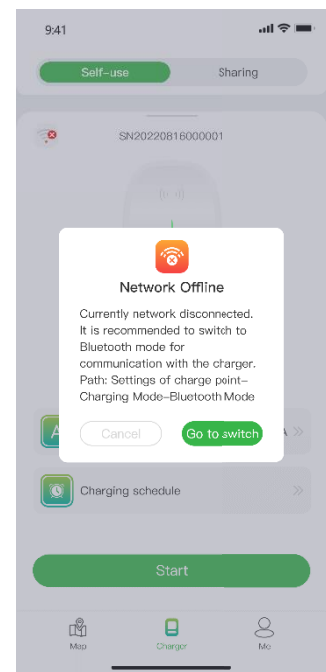 9:41
Self-use
Sharing
SN20220816000001
Network Offline
Currently network disconnected.
It is recommended to switch to
Bluetooth mode for
communication with the charger.
Path: Settings of charge point-
Charging Mode-Bluetooth Mode
Cancel
Go to switch
A
A
Charging schedule
Start
Map
Charger
Me